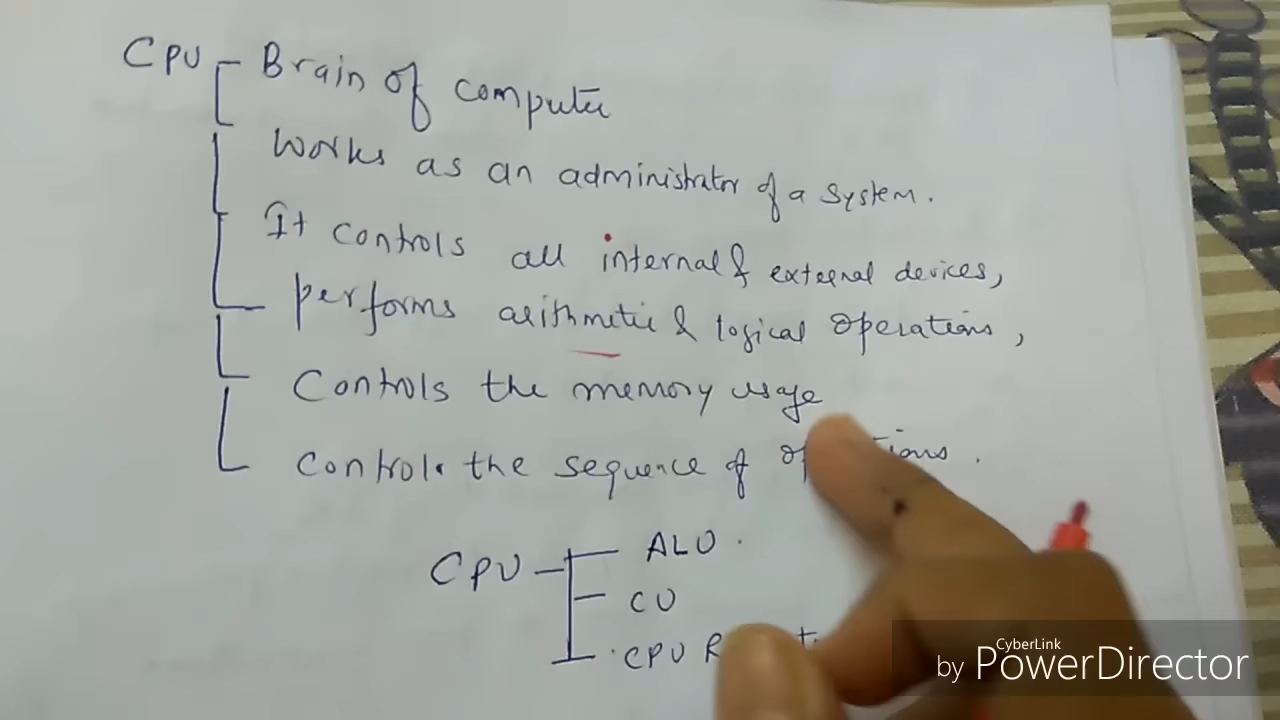 CPU - Brain of computer
Works as an administrator of a system.
It controls all internal & external devices,
performs arithmetic & logical operations,
Controls the memory usage
Controls the sequence of
CPU - ALU
CU
CPU
CyberLink
by PowerDirector